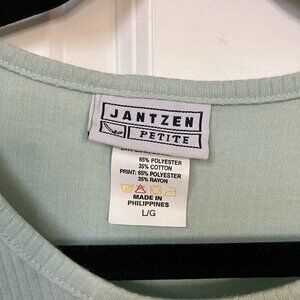 JANTZEN
PETITE
65% POLYESTER
35% COTTON
PRINT: 65% POLYESTER
35% RAYON
MADE IN
PHILIPPINES
L/G